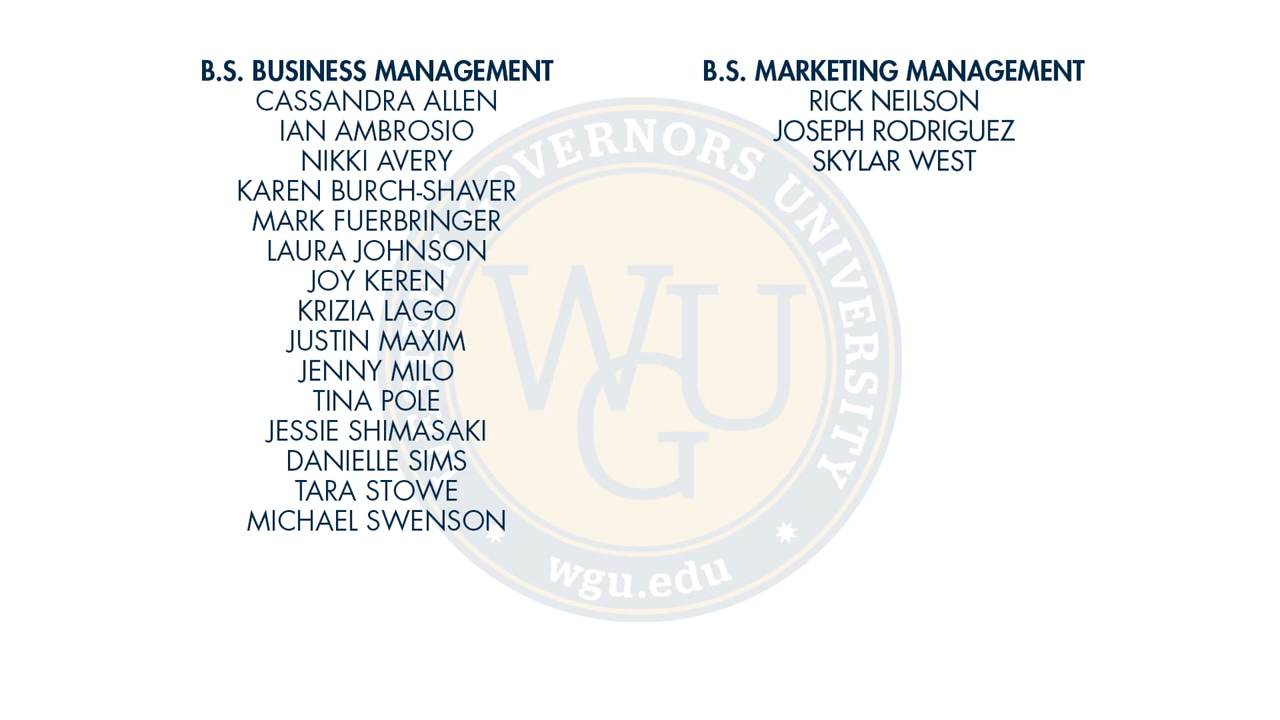 B.S. BUSINESS MANAGEMENT
CASSANDRA ALLEN
IAN AMBROSIO
NIKKI AVERY
KAREN BURCH-SHAVER
MARK FUERBRINGER
LAURA JOHNSON
JOY KEREN
KRIZIA LAGO
JUSTIN MAXIM
JENNY MILO
TINA POLE
JESSIE SHIMASAKI
DANIELLE SIMS
TARA STOWE
MICHAEL SWENSON
B.S. MARKETING MANAGEMENT
RICK NEILSON
JOSEPH RODRIGUEZ
SKYLAR WEST
GOVERNORS UNIVERSITY
WGU
wgu.edu